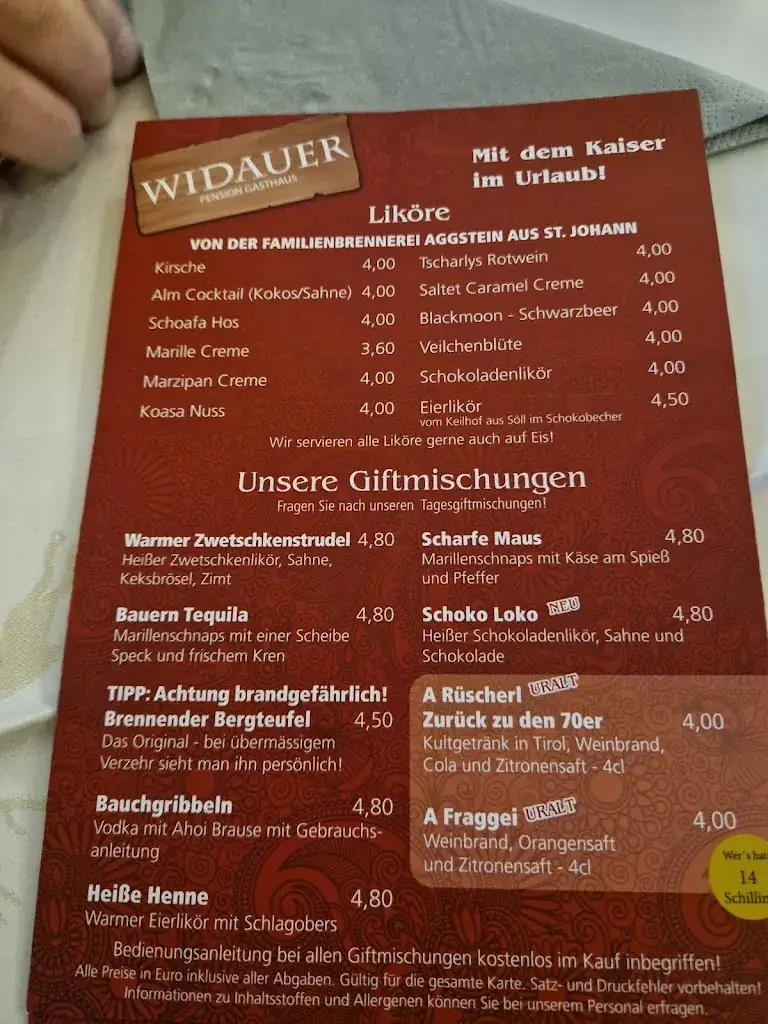 WIDAUER
PENSION GASTHAUS
Mit dem Kaiser
im Urlaub!
Liköre
VON DER FAMILIENBRENNEREI AGGSTEIN AUS ST. JOHANN
Kirsche 4,00
Alm Cocktail (Kokos/Sahne) 4,00
Schoafa Hos 4,00
Marille Creme 3,60
Marzipan Creme 4,00
Koasa Nuss 4,00
Tscharlys Rotwein 4,00
Saltet Caramel Creme 4,00
Blackmoon - Schwarzbeer 4,00
Veilchenblüte 4,00
Schokoladenlikör 4,00
Eierlikör 4,50
vom Keilhof aus Söll im Schokobecher
Wir servieren alle Liköre gerne auch auf Eis!
Unsere Giftmischungen
Fragen Sie nach unseren Tagesgiftmischungen!
Warmer Zwetschkenstrudel 4,80
Heißer Zwetschkenlikör, Sahne,
Keksbrösel, Zimt
Bauern Tequila 4,80
Marillenschnaps mit einer Scheibe
Speck und frischem Kren
TIPP: Achtung brandgefährlich!
Brennender Bergteufel 4,50
Das Original - bei übermässigem
Verzehr sieht man ihn persönlich!
Bauchgribbeln 4,80
Vodka mit Ahoi Brause mit Gebrauchs-
anleitung
Heiße Henne 4,80
Warmer Eierlikör mit Schlagobers
Scharfe Maus 4,80
Marillenschnaps mit Käse am Spieß
und Pfeffer
Schoko Loko NEU 4,80
Heißer Schokoladenlikör, Sahne und
Schokolade
A Rüscherl URALT
Zurück zu den 70er 4,00
Kultgetränk in Tirol, Weinbrand,
Cola und Zitronensaft - 4cl
A Fraggei URALT 4,00
Weinbrand, Orangensaft
und Zitronensaft - 4cl
Wer's hat
14
Schillin
Bedienungsanleitung bei allen Giftmischungen kostenlos im Kauf inbegriffen!
Alle Preise in Euro inklusive aller Abgaben. Gültig für die gesamte Karte. Satz- und Druckfehler vorbehalten!
Informationen zu Inhaltsstoffen und Allergenen können Sie bei unserem Personal erfragen.